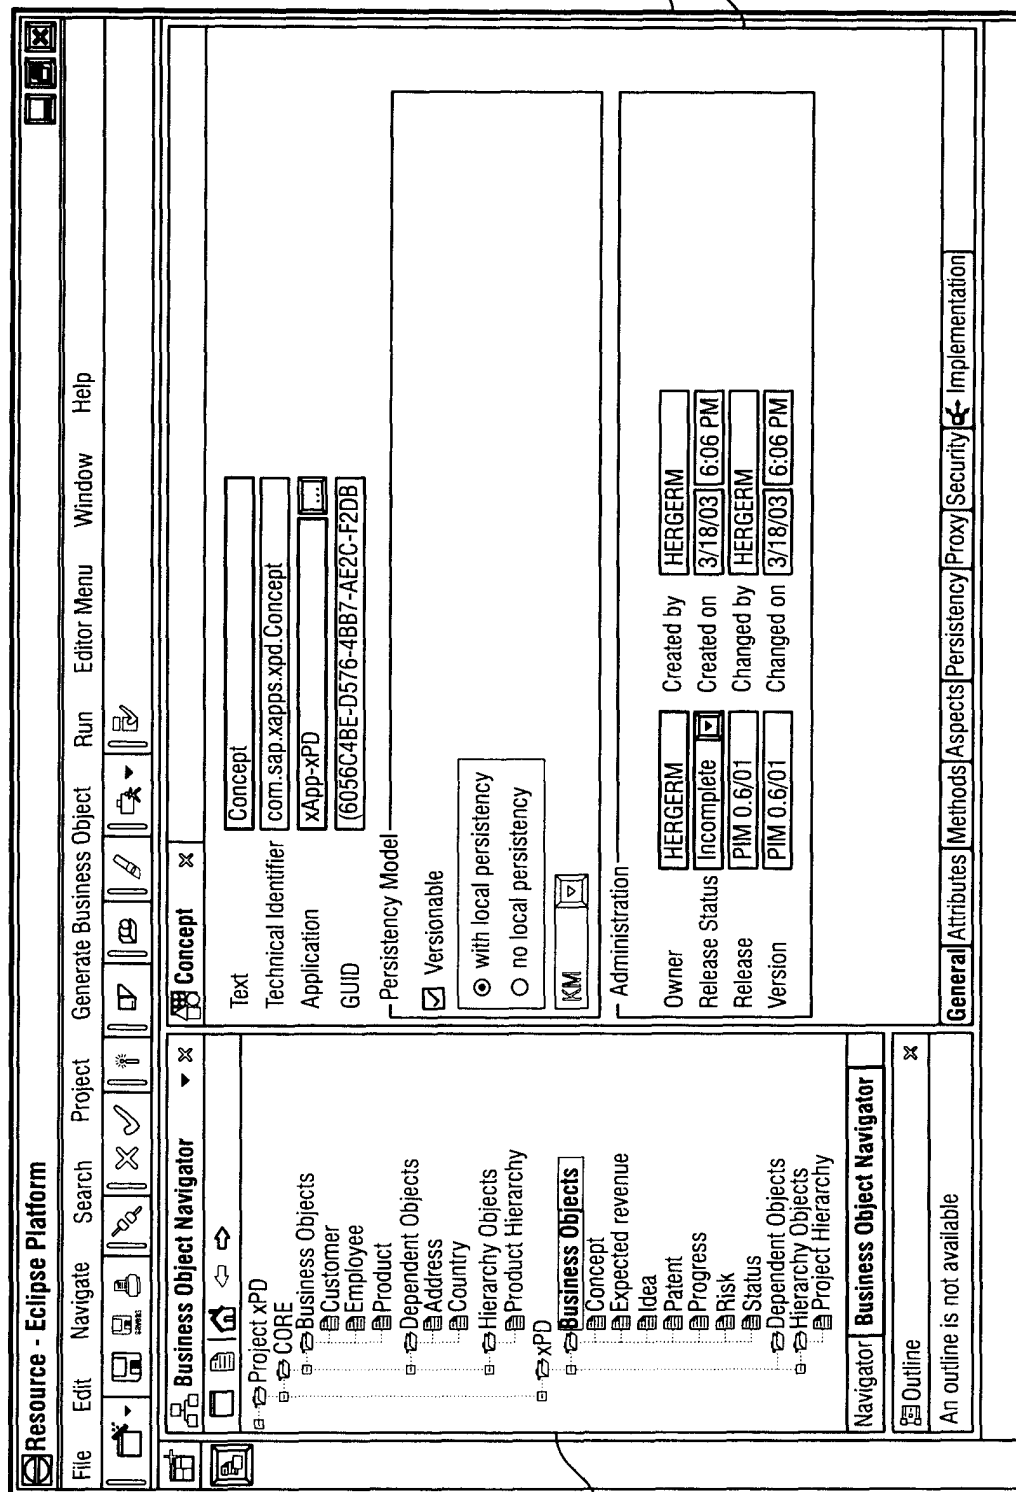 Resource - Eclipse Platform
File Edit Navigate Search Project Generate Business Object Run Editor Menu Window Help
Business Object Navigator
Project xPD
CORE
Business Objects
Customer
Employee
Product
Dependent Objects
Address
Country
Hierarchy Objects
Product Hierarchy
xPD
Business Objects
Concept
Expected revenue
Idea
Patent
Progress
Risk
Status
Dependent Objects
Hierarchy Objects
Project Hierarchy
Navigator Business Object Navigator
Outline
An outline is not available
Concept
Text Concept
Technical Identifier com.sap.xapps.xpd.Concept
Application xApp-xPD ...
GUID (6056C4BE-D576-4BB7-AE2C-F2DB
Persistency Model
Versionable
with local persistency
no local persistency
KM
Administration
Owner HERGERM Created by HERGERM
Release Status Incomplete Created on 3/18/03 6:06 PM
Release PIM 0.6/01 Changed by HERGERM
Version PIM 0.6/01 Changed on 3/18/03 6:06 PM
General Attributes Methods Aspects Persistency Proxy Security Implementation